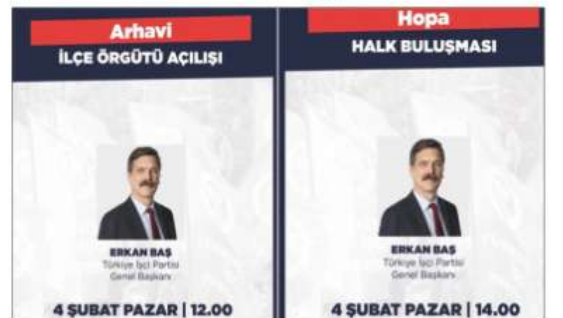 Arhavi
İLÇE ÖRGÜTÜ AÇILIŞI
ERKAN BAŞ
Türkiye İşçi Partisi
Genel Başkanı
4 ŞUBAT PAZAR | 12.00
Hopa
HALK BULUŞMASI
ERKAN BAŞ
Türkiye İşçi Partisi
Genel Başkanı
4 ŞUBAT PAZAR | 14.00